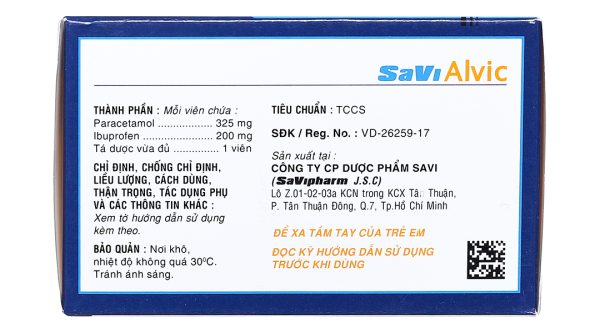 SaVi Alvic
THÀNH PHẦN : Mỗi viên chứa :
Paracetamol .................. 325 mg
Ibuprofen ...................... 200 mg
Tá dược vừa đủ ............. 1 viên
CHỈ ĐỊNH, CHỐNG CHỈ ĐỊNH,
LIỀU LƯỢNG, CÁCH DÙNG,
THẬN TRỌNG, TÁC DỤNG PHỤ
VÀ CÁC THÔNG TIN KHÁC :
Xem tờ hướng dẫn sử dụng
kèm theo.
BẢO QUẢN : Nơi khô,
nhiệt độ không quá 30ºC.
Tránh ánh sáng.
TIÊU CHUẨN : TCCS
SĐK / Reg. No. : VD-26259-17
Sản xuất tại :
CÔNG TY CP DƯỢC PHẨM SAVI
(SaVipharm J.S.C)
Lô Z.01-02-03a KCN trong KCX Tân Thuận,
P. Tân Thuận Đông, Q.7, Tp.Hồ Chí Minh
ĐỂ XA TẦM TAY CỦA TRẺ EM
ĐỌC KỸ HƯỚNG DẪN SỬ DỤNG
TRƯỚC KHI DÙNG